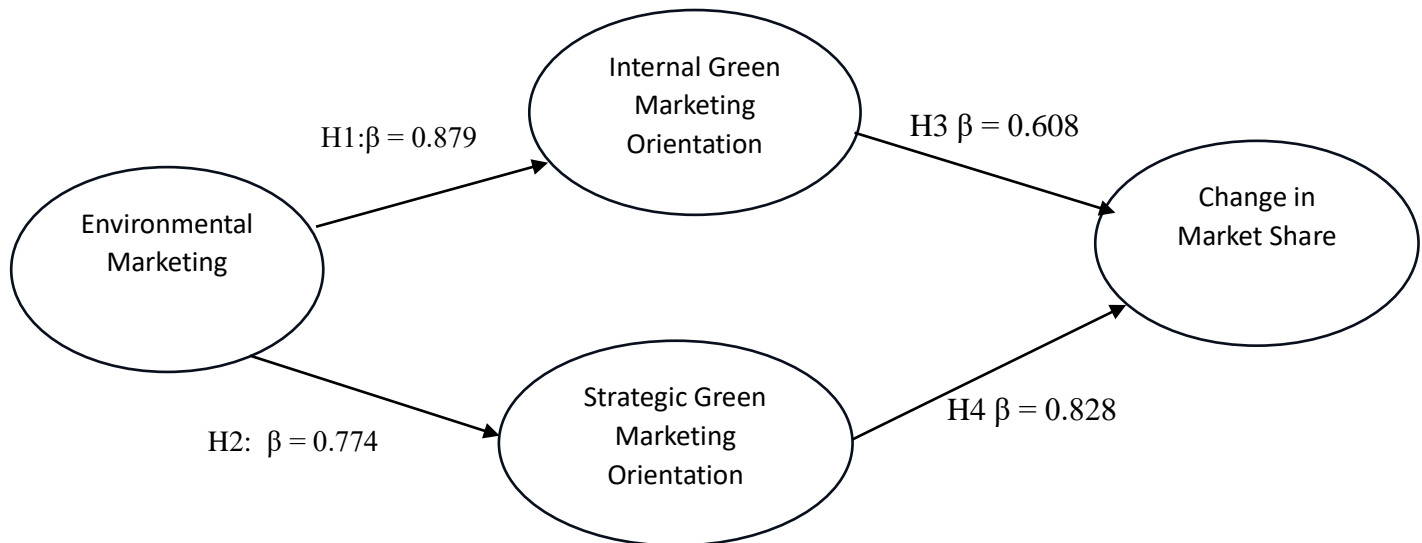 Internal Green
Marketing
Orientation
H1:β = 0.879
H3 β = 0.608
Environmental
Marketing
Change in
Market Share
H2:  β = 0.774
Strategic Green
Marketing
Orientation
H4 β = 0.828